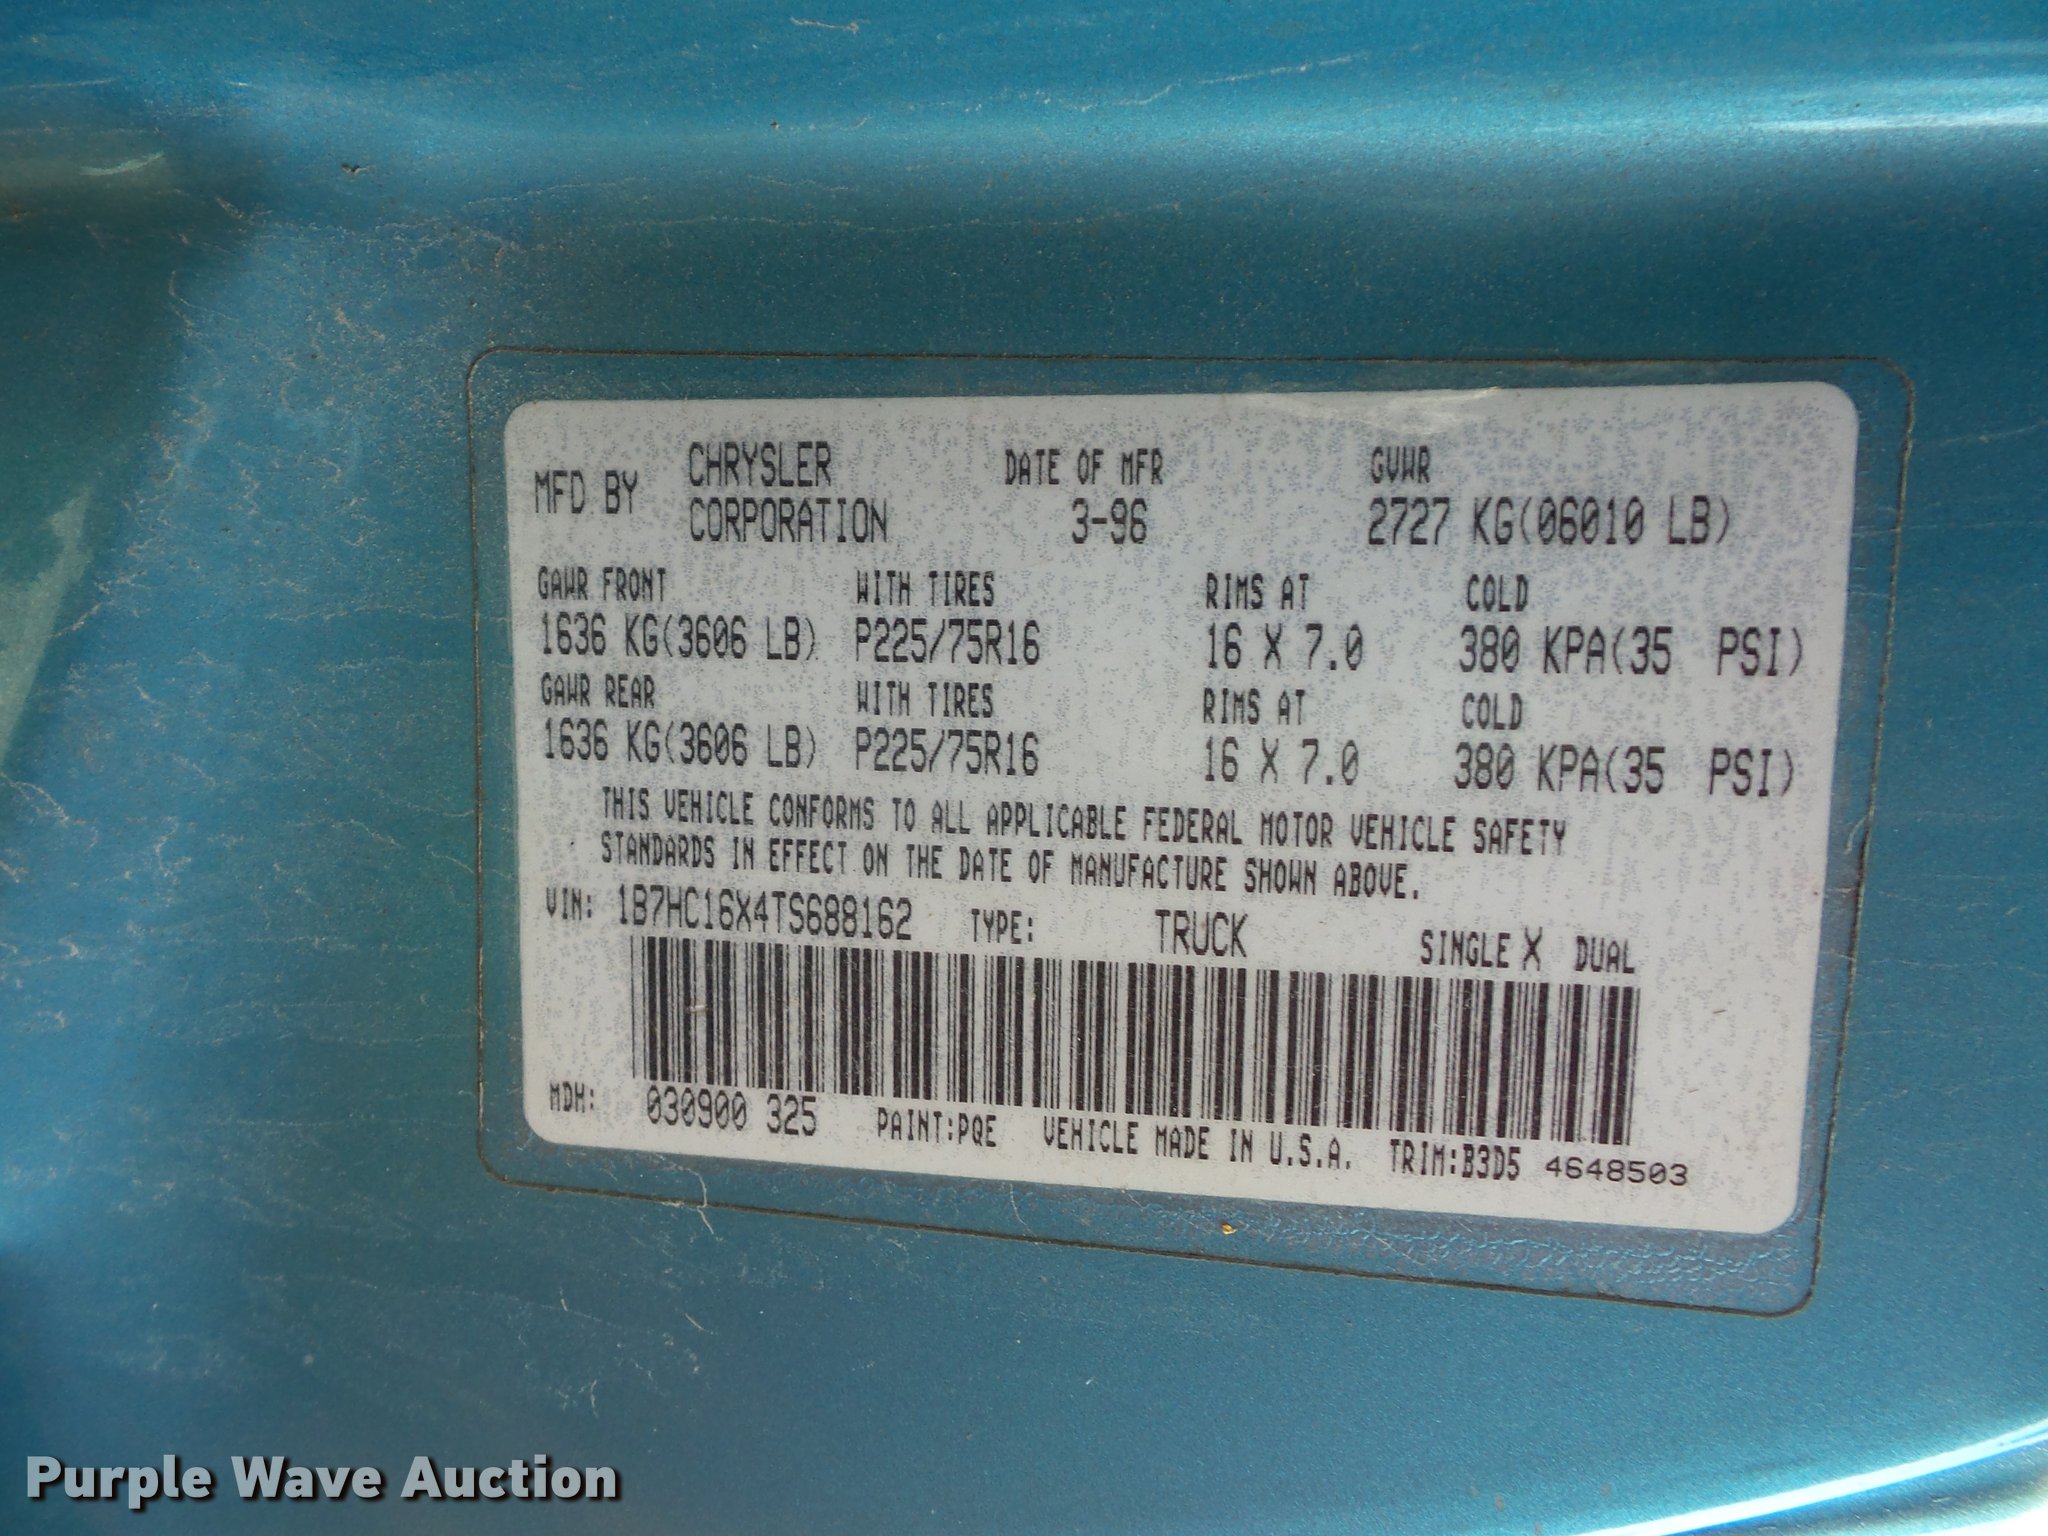 MFD BY CHRYSLER CORPORATION
DATE OF MFR
3-96
GVWR
2727 KG(06010 LB)
GAWR FRONT WITH TIRES RIMS AT COLD
1636 KG(3606 LB) P225/75R16 16 X 7.0 380 KPA(35 PSI)
GAWR REAR WITH TIRES RIMS AT COLD
1636 KG(3606 LB) P225/75R16 16 X 7.0 380 KPA(35 PSI)
THIS VEHICLE CONFORMS TO ALL APPLICABLE FEDERAL MOTOR VEHICLE SAFETY
STANDARDS IN EFFECT ON THE DATE OF MANUFACTURE SHOWN ABOVE.
VIN: 1B7HC16X4TS688162 TYPE: TRUCK SINGLE X DUAL
MDH: 030900 325 PAINT:PQE VEHICLE MADE IN U.S.A. TRIM:B3D5 4648503
Purple Wave Auction